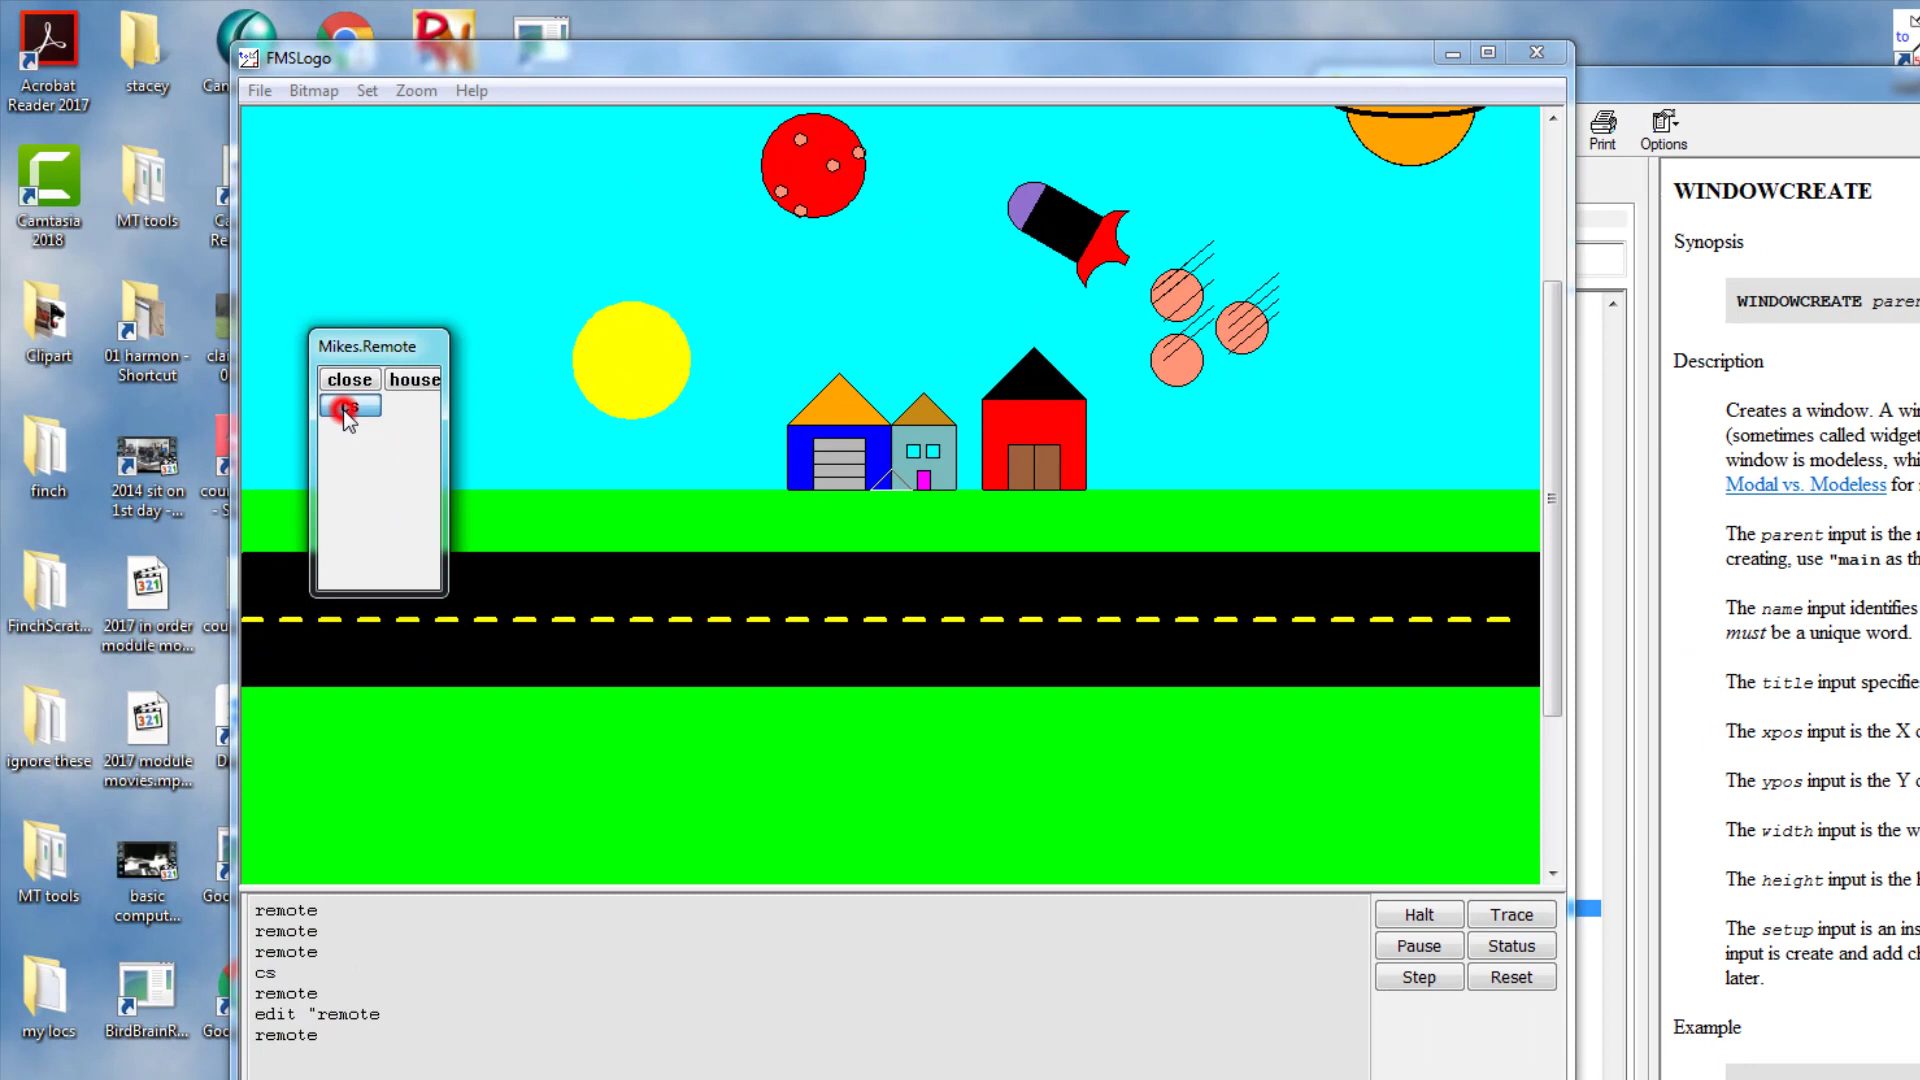 Acrobat
Reader 2017
stacey
Camtasia
2018
MT tools
Clipart
01 harmon -
Shortcut
finch
2014 sit on
1st day -...
FinchScrat...
2017 in order
module mo...
ignore these
2017 module
movies.mp...
MT tools
basic
comput...
my locs
BirdBrainR...
FMSLogo
File Bitmap Set Zoom Help
Mikes.Remote
close house
remote
remote
remote
cs
remote
edit "remote
remote
Halt Trace
Pause Status
Step Reset
to
Print Options
WINDOWCREATE
Synopsis
WINDOWCREATE
Description
Creates a window. A
(sometimes called
window is modeless,
Modal vs. Modeless for
The parent input is the
creating, use "main as
The name input identifies
must be a unique word.
The title input
The xpos input is the X
The ypos input is the Y
The width input is the
The height input is the
The setup input is an
input is create and add
later.
Example